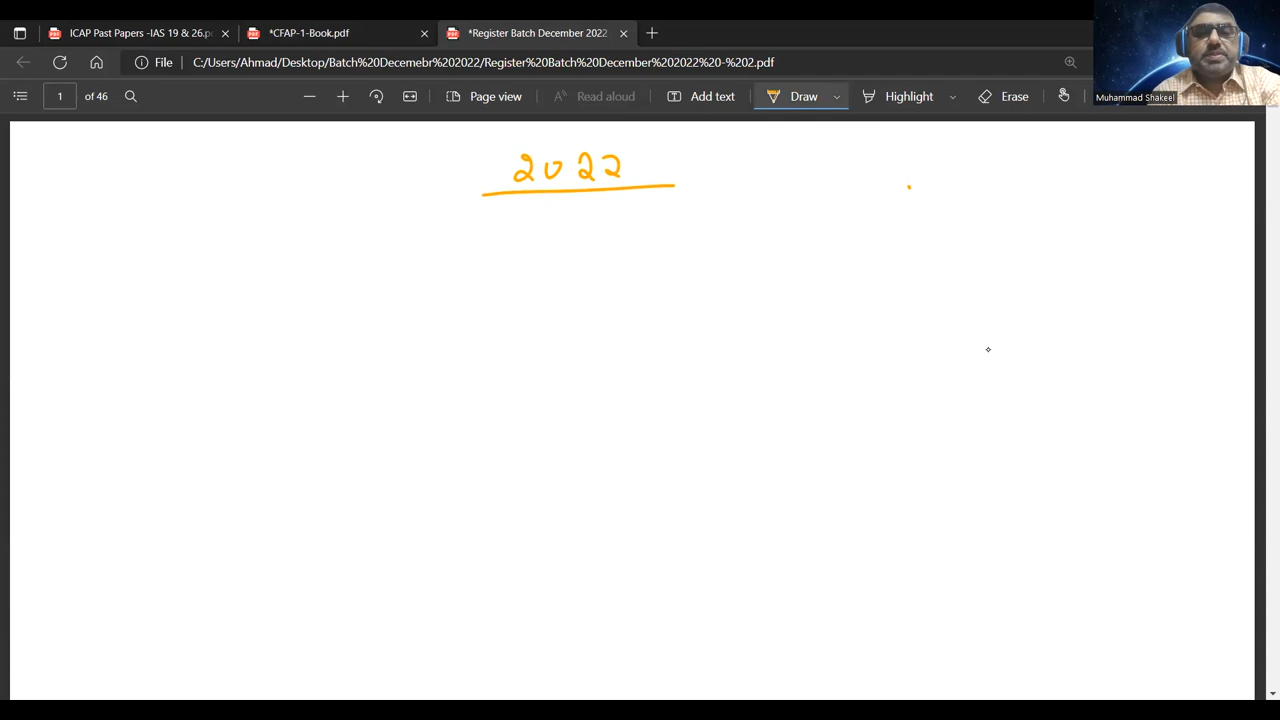 ICAP Past Papers -IAS 19 & 26.p
*CFAP-1-Book.pdf
*Register Batch December 2022
File
C:/Users/Ahmad/Desktop/Batch%20Decemebr%202022/Register%20Batch%20December%202022%20-%202.pdf
1 of 46
Page view
Read aloud
Add text
Draw
Highlight
Erase
Muhammad Shakeel
2022